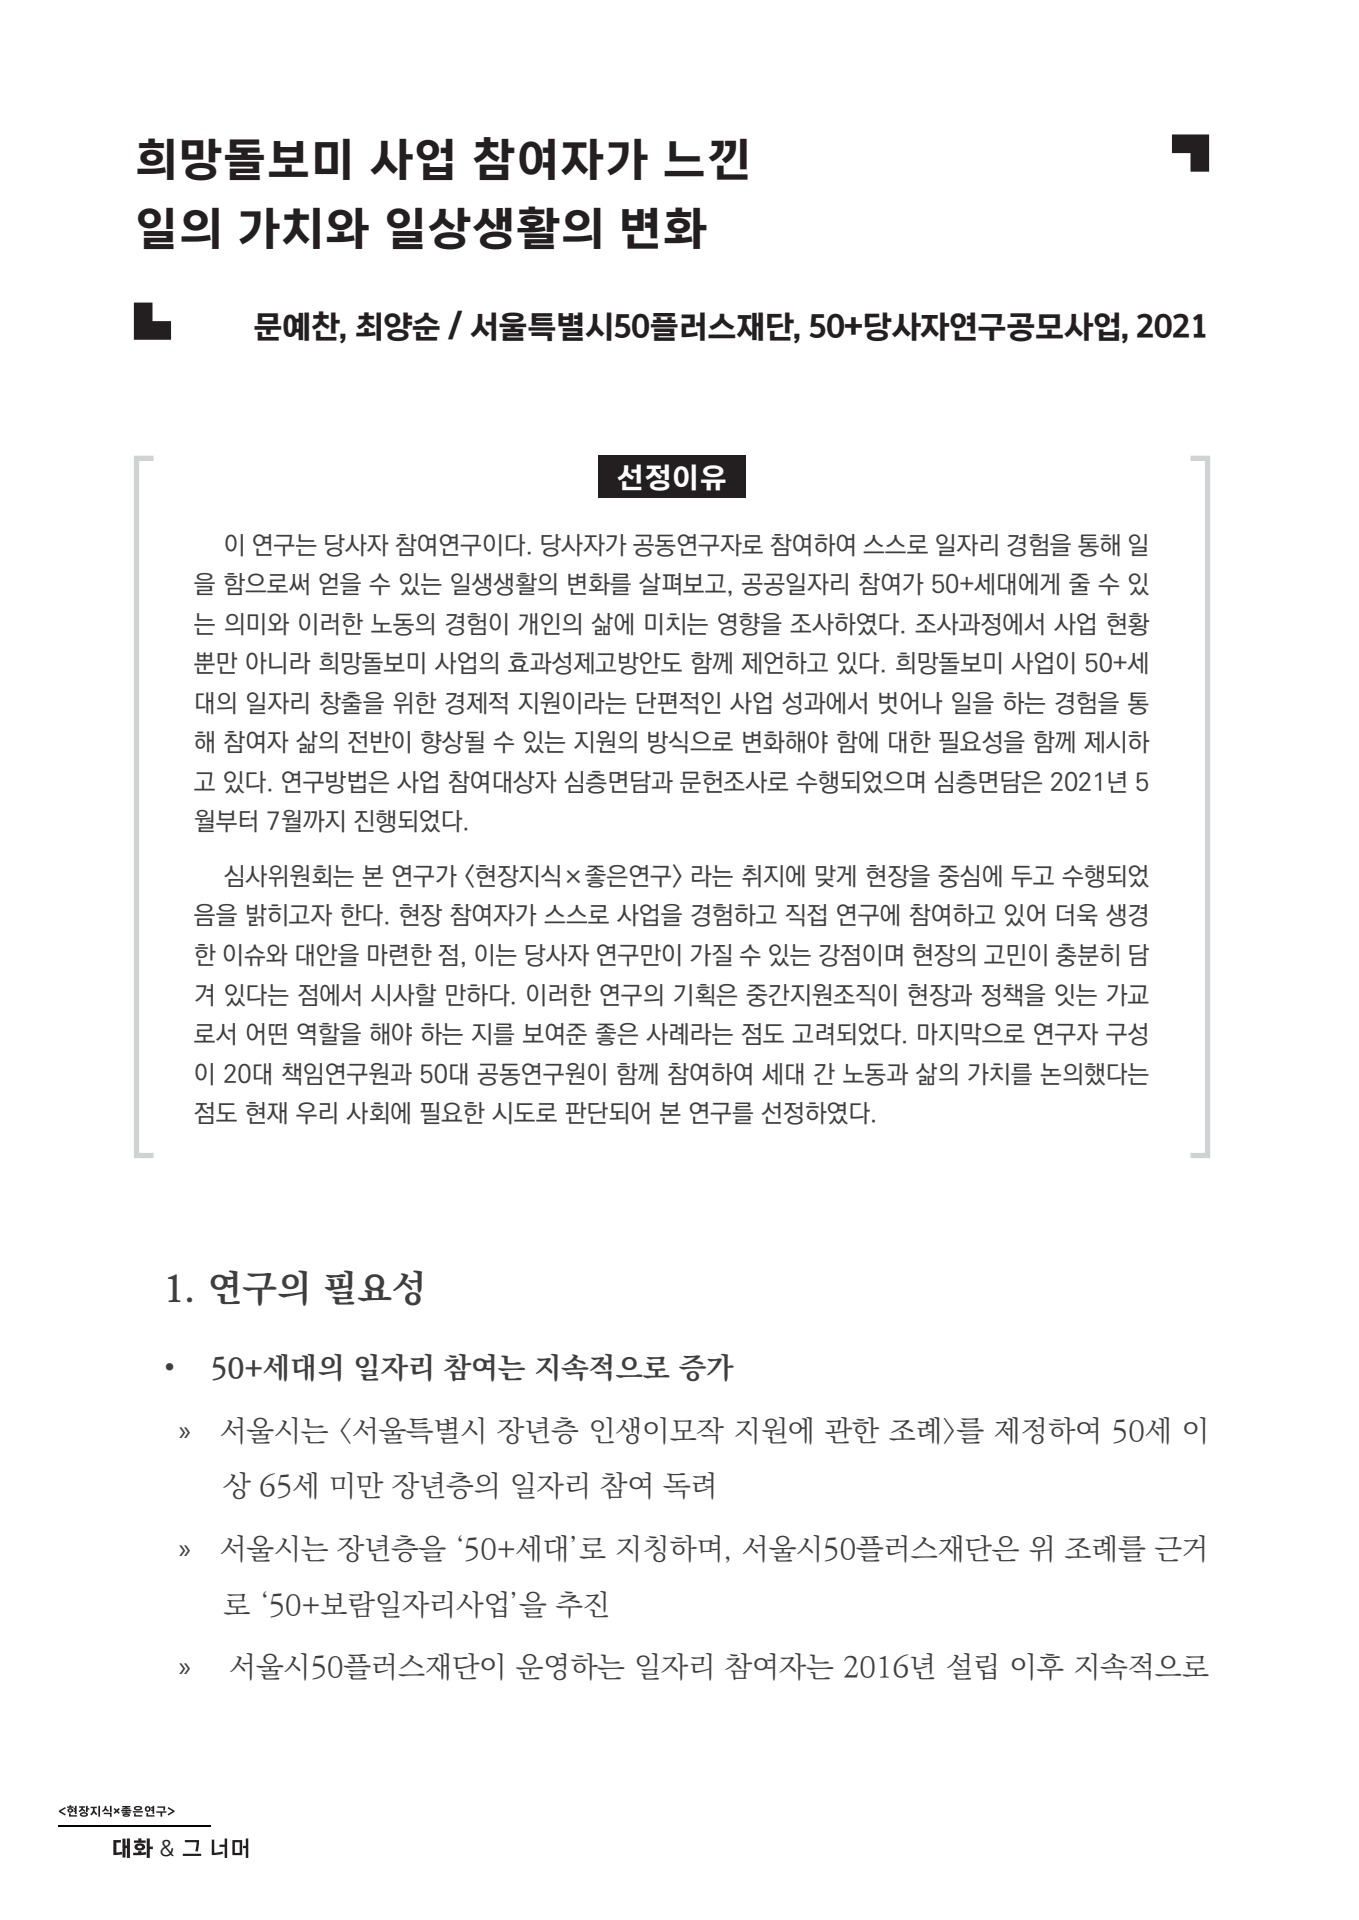 희망돌보미 사업 참여자가 느낀
일의 가치와 일상생활의 변화
문예찬, 최양순 / 서울특별시50플러스재단, 50+당사자연구공모사업, 2021
선정이유
이 연구는 당사자 참여연구이다. 당사자가 공동연구자로 참여하여 스스로 일자리 경험을 통해 일
을 함으로써 얻을 수 있는 일생생활의 변화를 살펴보고, 공공일자리 참여가 50+세대에게 줄 수 있
는 의미와 이러한 노동의 경험이 개인의 삶에 미치는 영향을 조사하였다. 조사과정에서 사업 현황
뿐만 아니라 희망돌보미 사업의 효과성제고방안도 함께 제언하고 있다. 희망돌보미 사업이 50+세
대의 일자리 창출을 위한 경제적 지원이라는 단편적인 사업 성과에서 벗어나 일을 하는 경험을 통
해 참여자 삶의 전반이 향상될 수 있는 지원의 방식으로 변화해야 함에 대한 필요성을 함께 제시하
고 있다. 연구방법은 사업 참여대상자 심층면담과 문헌조사로 수행되었으며 심층면담은 2021년 5
월부터 7월까지 진행되었다.
심사위원회는 본 연구가 〈현장지식×좋은연구〉 라는 취지에 맞게 현장을 중심에 두고 수행되었
음을 밝히고자 한다. 현장 참여자가 스스로 사업을 경험하고 직접 연구에 참여하고 있어 더욱 생경
한 이슈와 대안을 마련한 점, 이는 당사자 연구만이 가질 수 있는 강점이며 현장의 고민이 충분히 담
겨 있다는 점에서 시사할 만하다. 이러한 연구의 기획은 중간지원조직이 현장과 정책을 잇는 가교
로서 어떤 역할을 해야 하는 지를 보여준 좋은 사례라는 점도 고려되었다. 마지막으로 연구자 구성
이 20대 책임연구원과 50대 공동연구원이 함께 참여하여 세대 간 노동과 삶의 가치를 논의했다는
점도 현재 우리 사회에 필요한 시도로 판단되어 본 연구를 선정하였다.
1. 연구의 필요성
• 50+세대의 일자리 참여는 지속적으로 증가
» 서울시는 〈서울특별시 장년층 인생이모작 지원에 관한 조례〉를 제정하여 50세 이
상 65세 미만 장년층의 일자리 참여 독려
» 서울시는 장년층을 ‘50+세대’로 지칭하며, 서울시50플러스재단은 위 조례를 근거
로 ‘50+보람일자리사업’을 추진
» 서울시50플러스재단이 운영하는 일자리 참여자는 2016년 설립 이후 지속적으로
<현장지식×좋은연구>
대화 & 그 너머